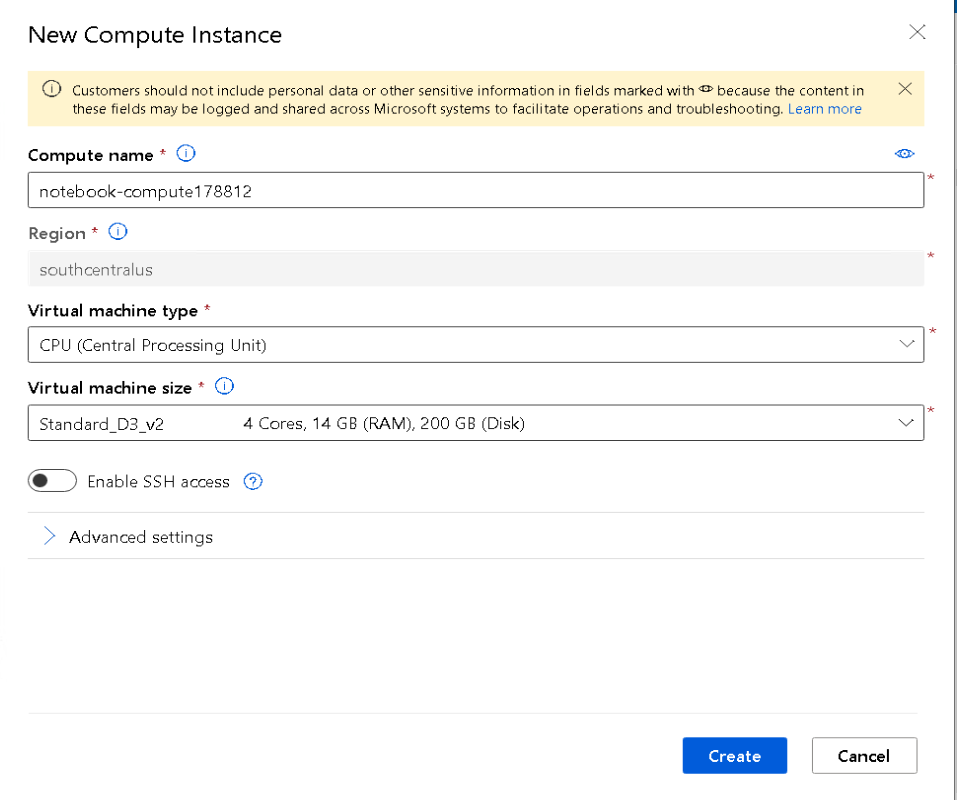 New Compute Instance
Customers should not include personal data or other sensitive information in fields marked with because the content in
these fields may be logged and shared across Microsoft systems to facilitate operations and troubleshooting. Learn more
Compute name *
*
notebook-compute178812
Region *
*
southcentralus
Virtual machine type *
*
CPU (Central Processing Unit)
Virtual machine size *
*
Standard_D3_v2 4 Cores, 14 GB (RAM), 200 GB (Disk)
Enable SSH access ?
Advanced settings
Create Cancel